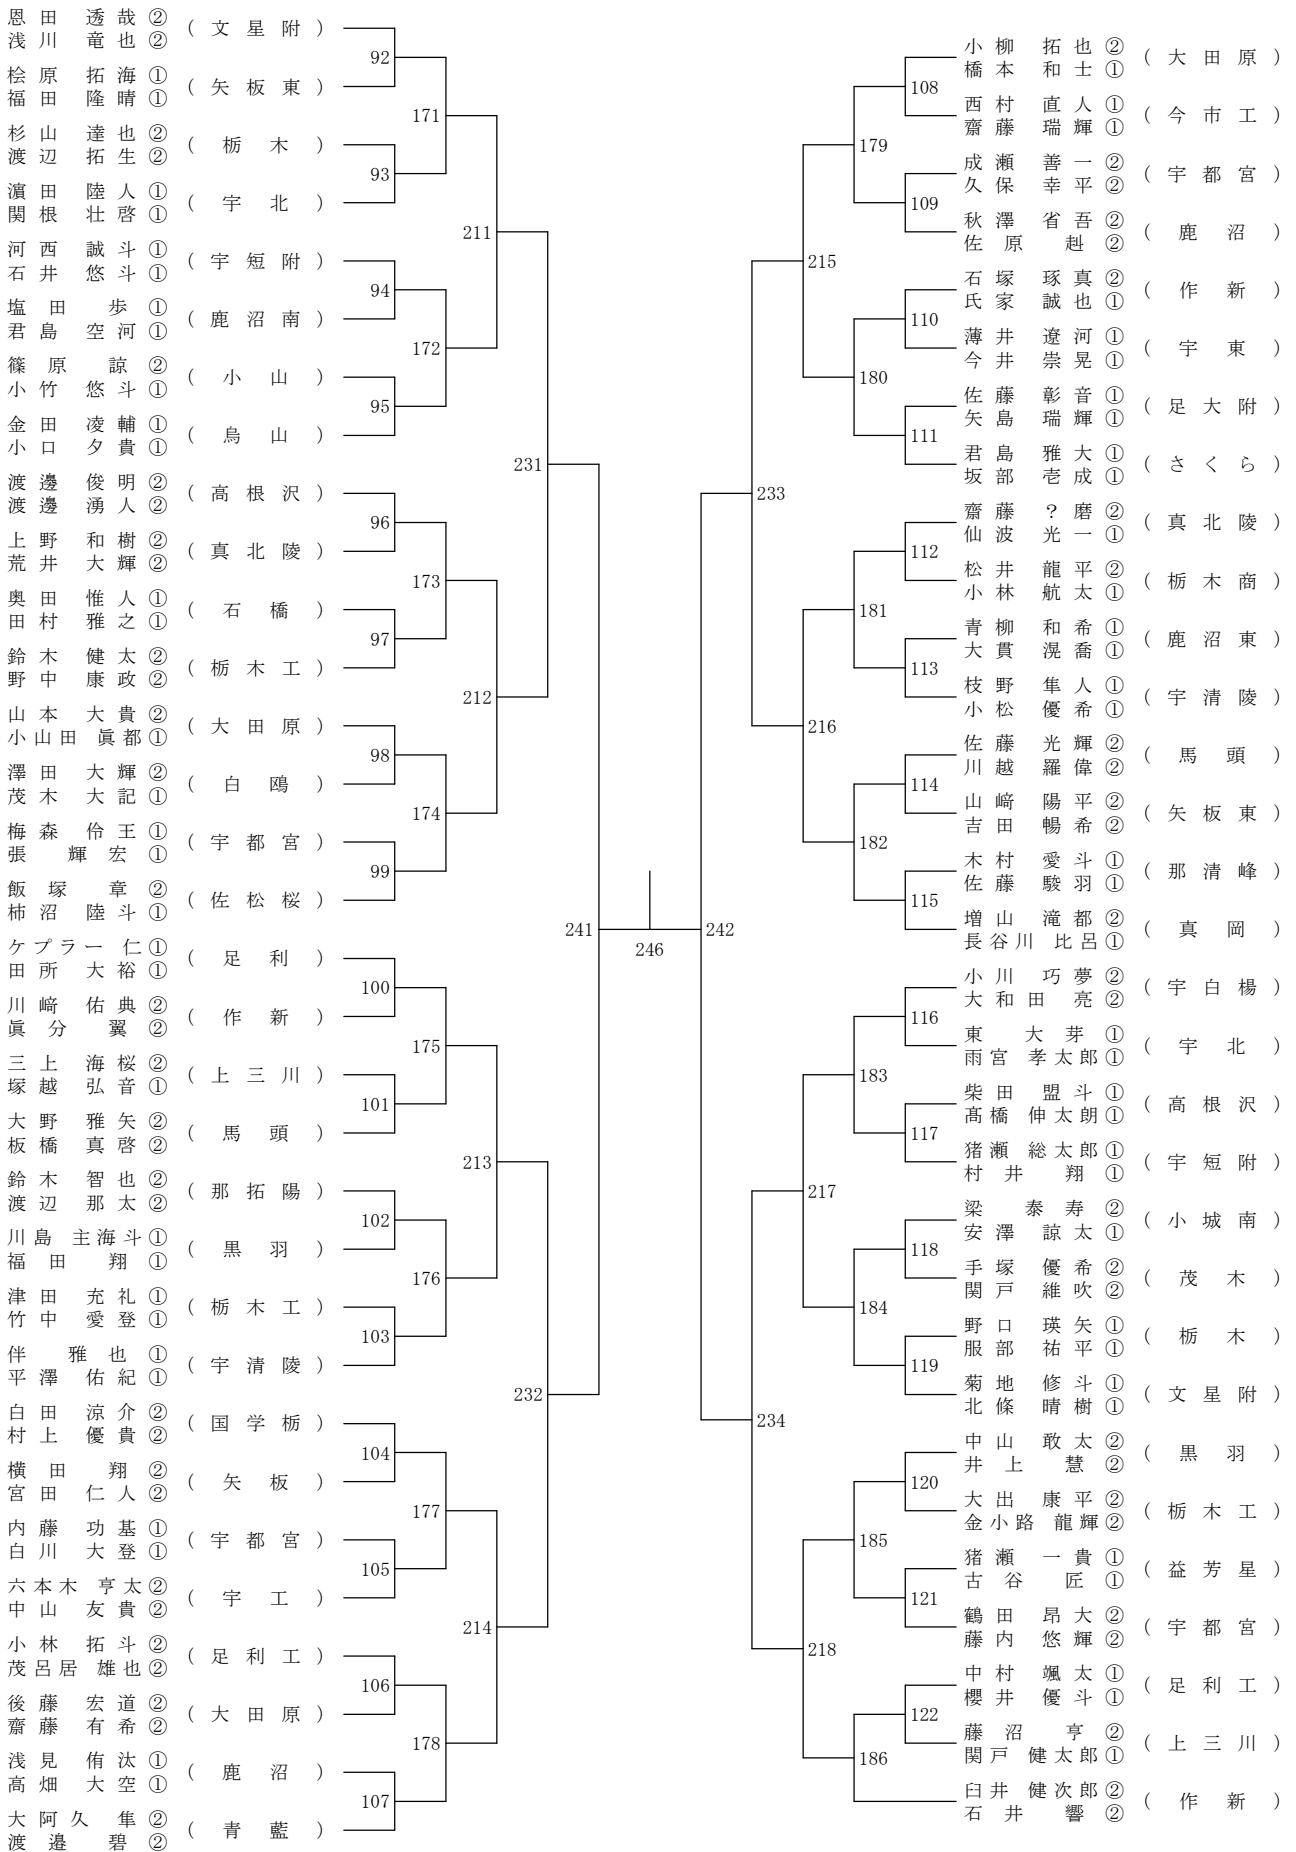 恩田 透哉 ②
浅川 竜也 ②
(文星附)
92
桧原 拓海 ①
福田 隆晴 ①
(矢板東)
171
杉山 達也 ②
渡辺 拓生 ②
(栃木)
93
濵田 陸人 ①
関根 壮啓 ①
(宇北)
211
河西 誠斗 ①
石井 悠斗 ①
(宇短附)
94
塩田 歩 ①
君島 空河 ①
(鹿沼南)
172
篠原 諒 ②
小竹 悠斗 ①
(小山)
95
金田 凌輔 ①
小口 夕貴 ①
(烏山)
231
渡邊 俊明 ②
渡邊 湧人 ②
(高根沢)
96
上野 和樹 ②
荒井 大輝 ②
(真北陵)
173
奥田 惟人 ①
田村 雅之 ①
(石橋)
97
鈴木 健太 ②
野中 康政 ②
(栃木工)
212
山本 大貴 ②
小山田 眞都 ①
(大田原)
98
澤田 大輝 ②
茂木 大記 ①
(白鴎)
174
梅森 伶王 ①
張 輝宏 ①
(宇都宮)
99
飯塚 章 ②
柿沼 陸斗 ①
(佐松桜)
241
ケプラー 仁 ①
田所 大裕 ①
(足利)
100
川﨑 佑典 ②
眞分 翼 ②
(作新)
175
三上 海桜 ②
塚越 弘音 ①
(上三川)
101
大野 雅矢 ②
板橋 真啓 ②
(馬頭)
213
鈴木 智也 ②
渡辺 那太 ②
(那拓陽)
102
川島 主海斗 ①
福田 翔 ①
(黒羽)
176
津田 充礼 ①
竹中 愛登 ①
(栃木工)
103
伴 雅也 ①
平澤 佑紀 ①
(宇清陵)
232
白田 涼介 ②
村上 優貴 ②
(国学栃)
104
横田 翔 ②
宮田 仁人 ②
(矢板)
177
内藤 功基 ①
白川 大登 ①
(宇都宮)
105
六本木 亨太 ②
中山 友貴 ②
(宇工)
214
小林 拓斗 ②
茂呂居 雄也 ②
(足利工)
106
後藤 宏道 ②
齋藤 有希 ②
(大田原)
178
浅見 侑汰 ①
高畑 大空 ①
(鹿沼)
107
大阿久 隼 ②
渡邉 碧 ②
(青藍)
246
小柳 拓也 ②
橋本 和士 ①
(大田原)
108
西村 直人 ①
齋藤 瑞輝 ①
(今市工)
179
成瀬 善一 ②
久保 幸平 ②
(宇都宮)
109
秋澤 省吾 ②
佐原 赳 ②
(鹿沼)
215
石塚 琢真 ②
氏家 誠也 ①
(作新)
110
薄井 遼河 ①
今井 崇晃 ①
(宇東)
180
佐藤 彰音 ①
矢島 瑞輝 ①
(足大附)
111
君島 雅大 ①
坂部 壱成 ①
(さくら)
233
齋藤 ?磨 ②
仙波 光一 ①
(真北陵)
112
松井 龍平 ②
小林 航太 ①
(栃木商)
181
青柳 和希 ①
大貫 滉喬 ①
(鹿沼東)
113
枝野 隼人 ①
小松 優希 ①
(宇清陵)
216
佐藤 光輝 ②
川越 羅偉 ②
(馬頭)
114
山﨑 陽平 ②
吉田 暢希 ②
(矢板東)
182
木村 愛斗 ①
佐藤 駿羽 ①
(那清峰)
115
増山 滝都 ②
長谷川 比呂 ①
(真岡)
242
小川 巧夢 ②
大和田 亮 ②
(宇白楊)
116
東 大芽 ①
雨宮 孝太郎 ①
(宇北)
183
柴田 盟斗 ①
髙橋 伸太朗 ①
(高根沢)
117
猪瀬 総太郎 ①
村井 翔 ①
(宇短附)
217
梁 泰寿 ②
安澤 諒太 ①
(小城南)
118
手塚 優希 ②
関戸 維吹 ②
(茂木)
184
野口 瑛矢 ①
服部 祐平 ①
(栃木)
119
菊地 修斗 ①
北條 晴樹 ①
(文星附)
234
中山 敢太 ②
井上 慧 ②
(黒羽)
120
大出 康平 ②
金小路 龍輝 ②
(栃木工)
185
猪瀬 一貴 ①
古谷 匠 ①
(益芳星)
121
鶴田 昂大 ②
藤内 悠輝 ②
(宇都宮)
218
中村 颯太 ①
櫻井 優斗 ①
(足利工)
122
藤沼 亨 ②
関戸 健太郎 ①
(上三川)
186
臼井 健次郎 ②
石井 響 ②
(作新)